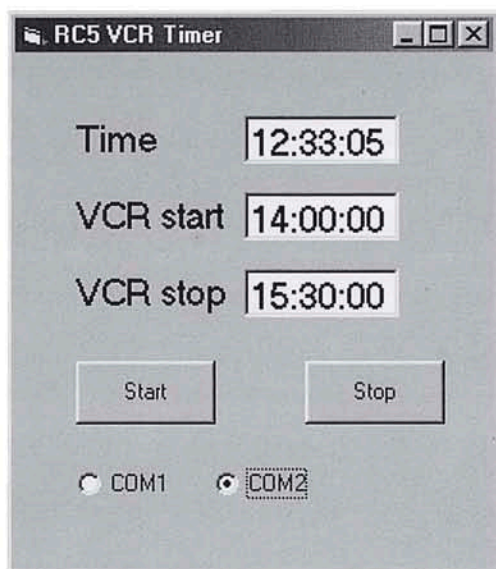 RC5 VCR Timer
Time 12:33:05
VCR start 14:00:00
VCR stop 15:30:00
Start Stop
COM1 COM2